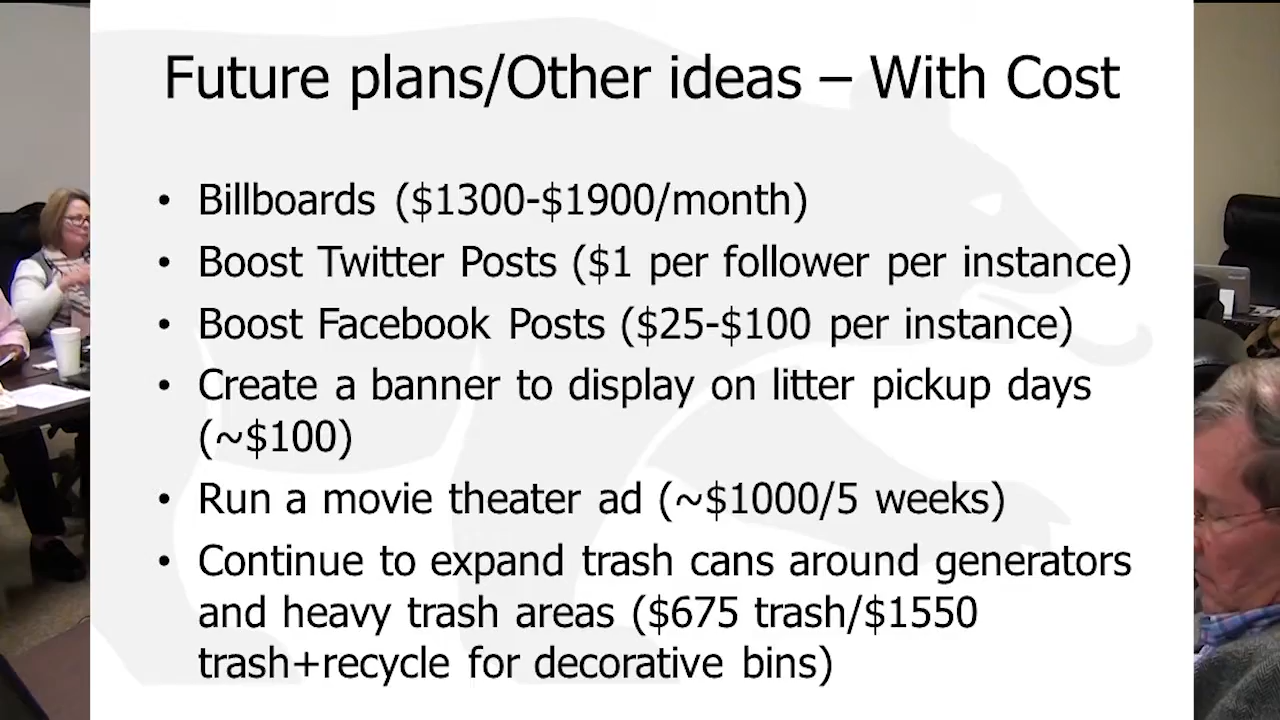 Future plans/Other ideas – With Cost
• Billboards ($1300-$1900/month)
• Boost Twitter Posts ($1 per follower per instance)
• Boost Facebook Posts ($25-$100 per instance)
• Create a banner to display on litter pickup days
(~$100)
• Run a movie theater ad (~$1000/5 weeks)
• Continue to expand trash cans around generators
and heavy trash areas ($675 trash/$1550
trash+recycle for decorative bins)